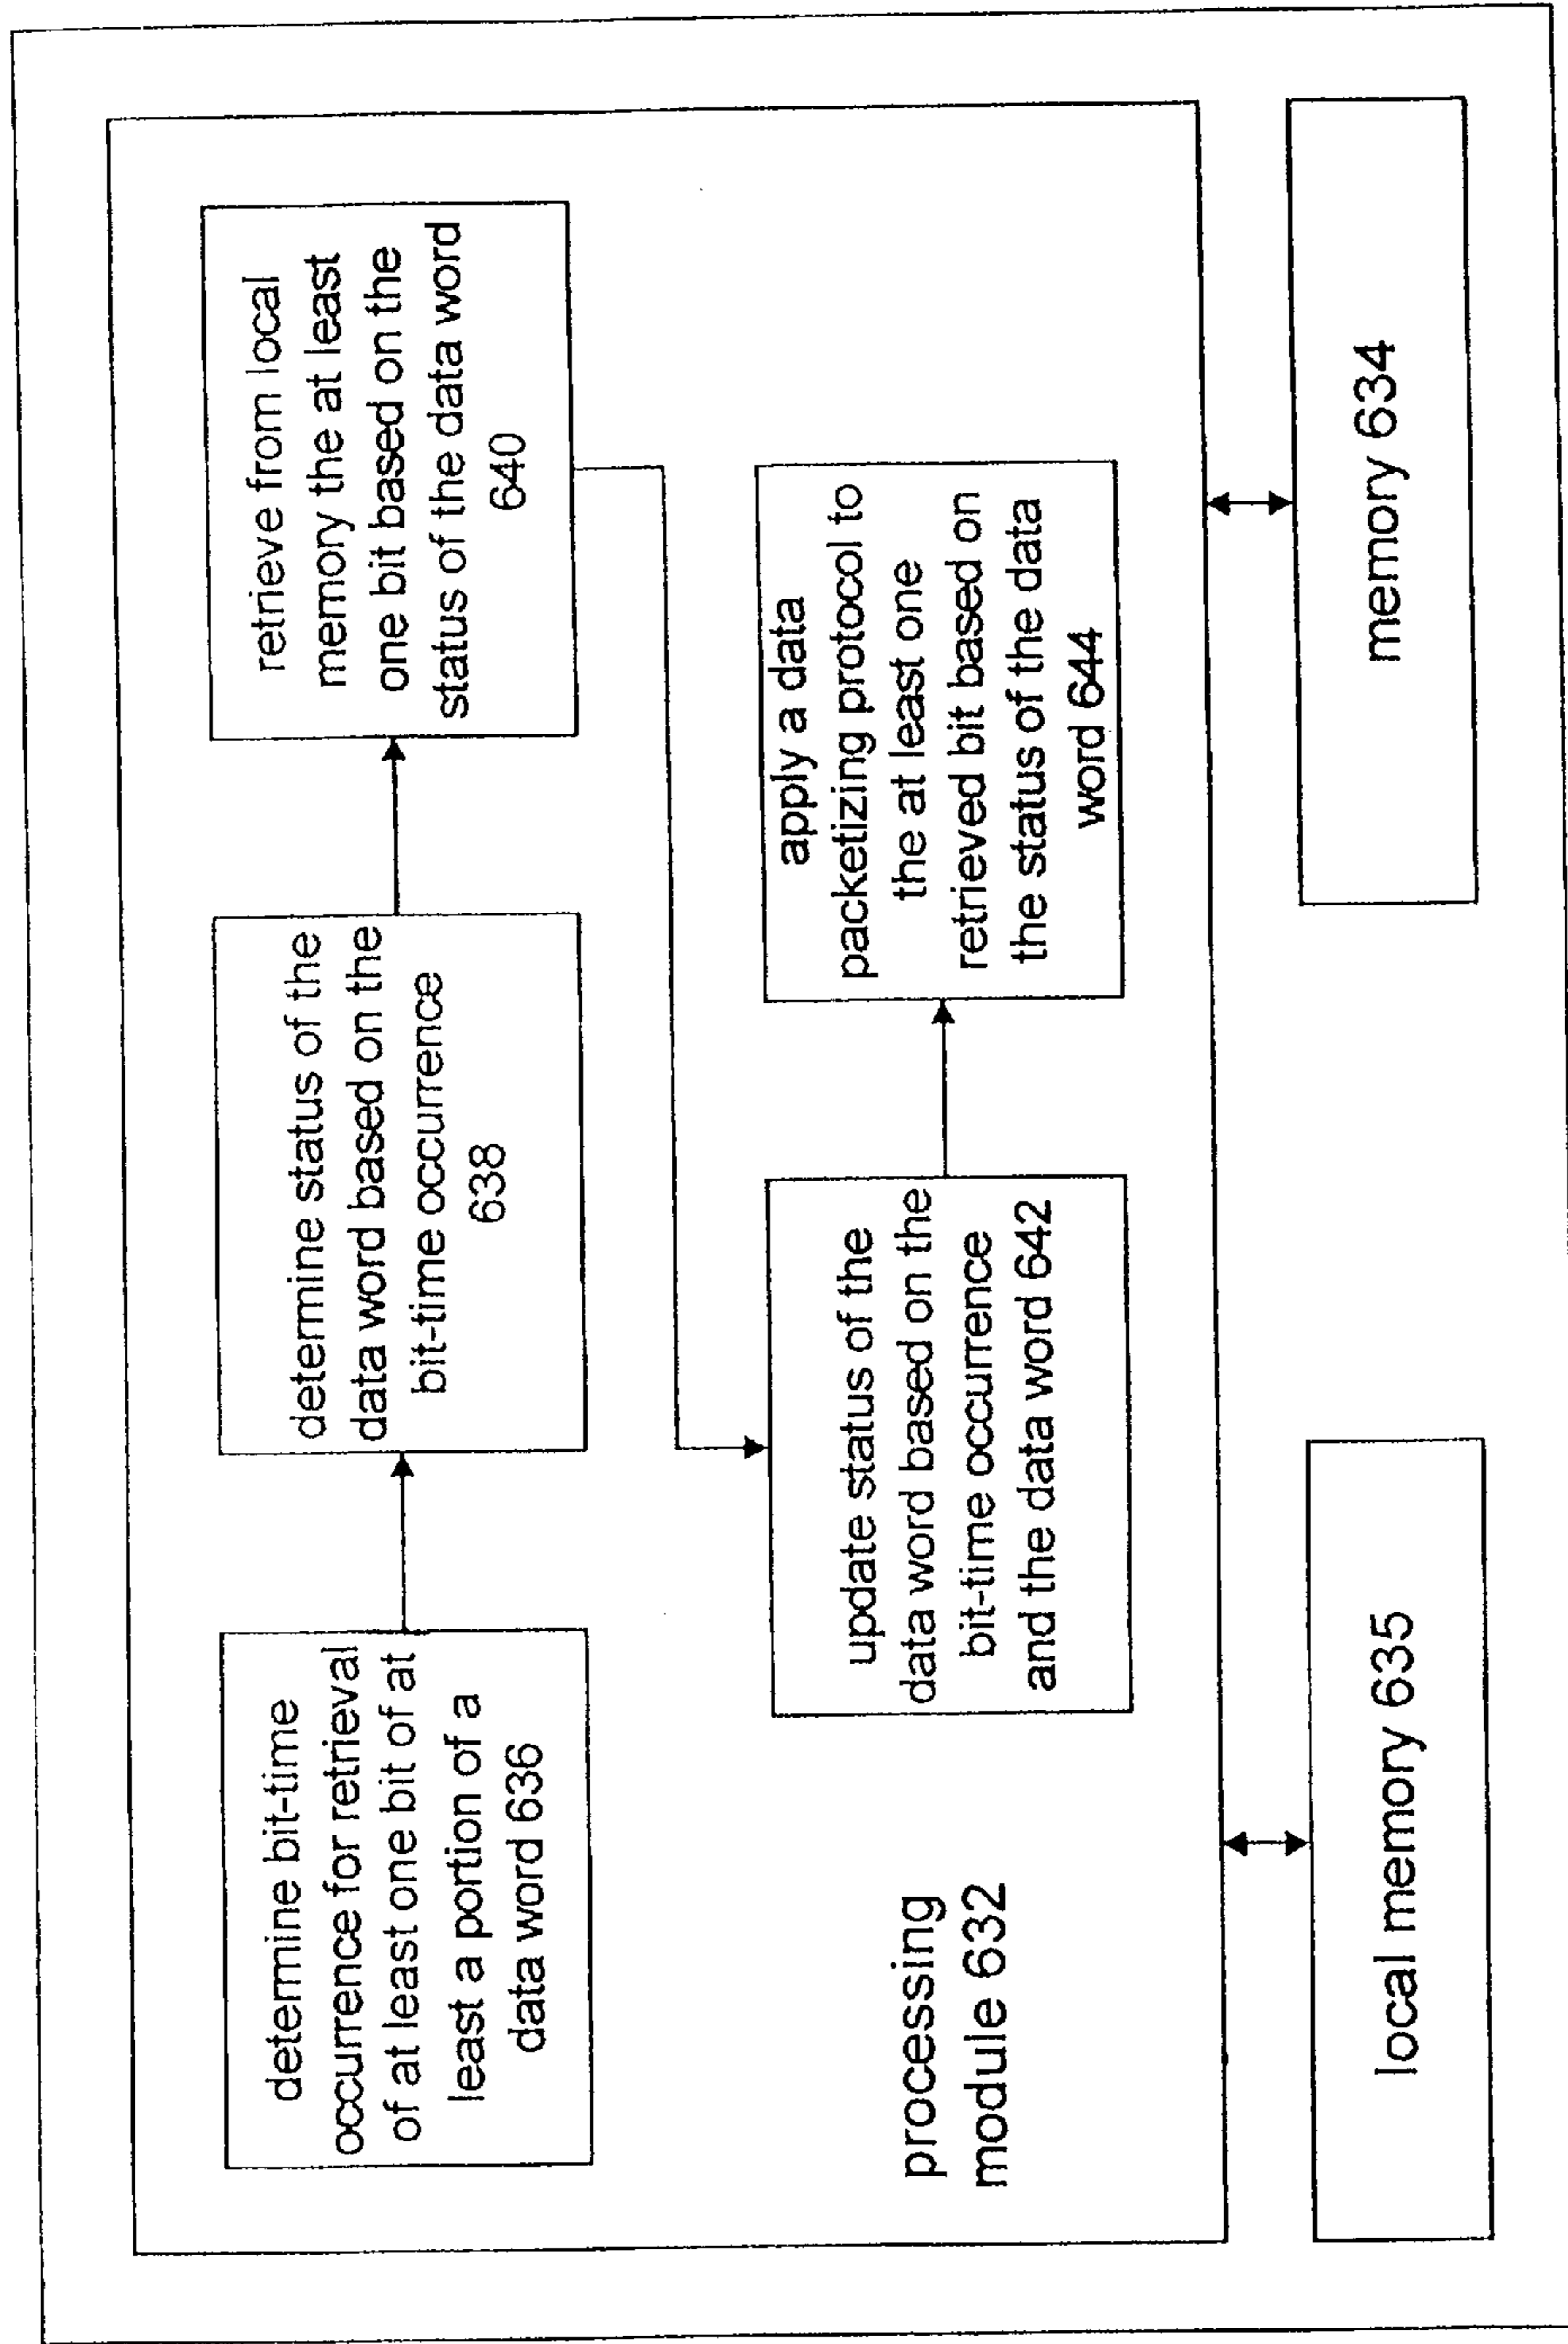 determine bit-time
occurrence for retrieval
of at least one bit of at
least a portion of a
data word 636
determine status of the
data word based on the
bit-time occurrence
638
retrieve from local
memory the at least
one bit based on the
status of the data word
640
update status of the
data word based on the
bit-time occurrence
and the data word 642
apply a data
packetizing protocol to
the at least one
retrieved bit based on
the status of the data
word 644
processing
module 632
local memory 635
memory 634